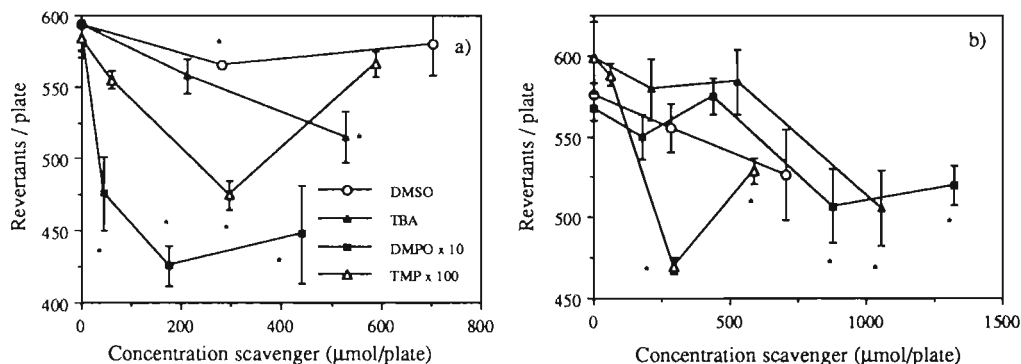 a)
Revertants / plate
600
550
500
450
400
DMSO
TBA
DMPO x 10
TMP x 100
0 200 400 600 800
Concentration scavenger (μmol/plate)
b)
Revertants / plate
600
550
500
450
0 500 1000 1500
Concentration scavenger (μmol/plate)